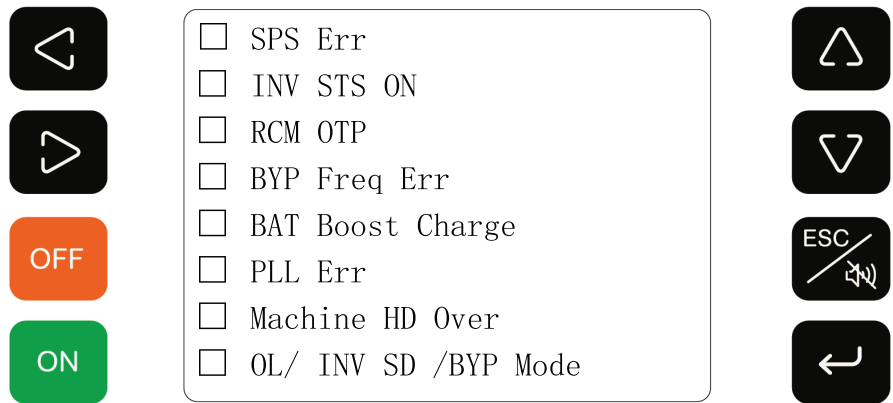 SPS Err
INV STS ON
RCM OTP
BYP Freq Err
BAT Boost Charge
PLL Err
Machine HD Over
OL/ INV SD /BYP Mode
OFF
ON
ESC